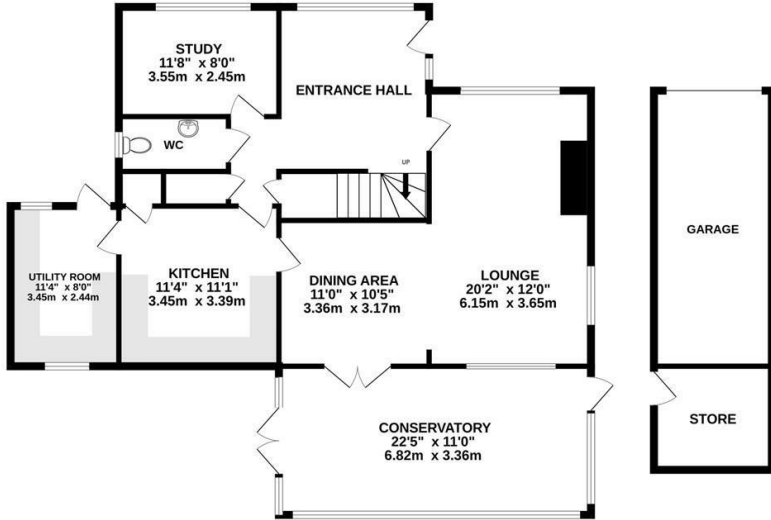 STUDY
11'8" x 8'0"
3.55m x 2.45m
ENTRANCE HALL
WC
UP
GARAGE
UTILITY ROOM
11'4" x 8'0"
3.45m x 2.44m
KITCHEN
11'4" x 11'1"
3.45m x 3.39m
DINING AREA
11'0" x 10'5"
3.36m x 3.17m
LOUNGE
20'2" x 12'0"
6.15m x 3.65m
STORE
CONSERVATORY
22'5" x 11'0"
6.82m x 3.36m